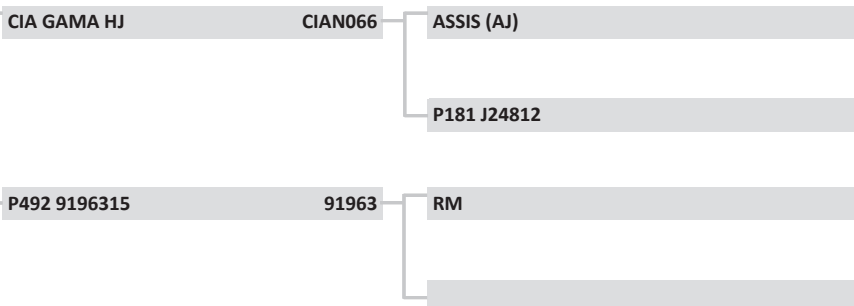 CIA GAMA HJ CIAN066
ASSIS (AJ)
P181 J24812
P492 9196315 91963
RM